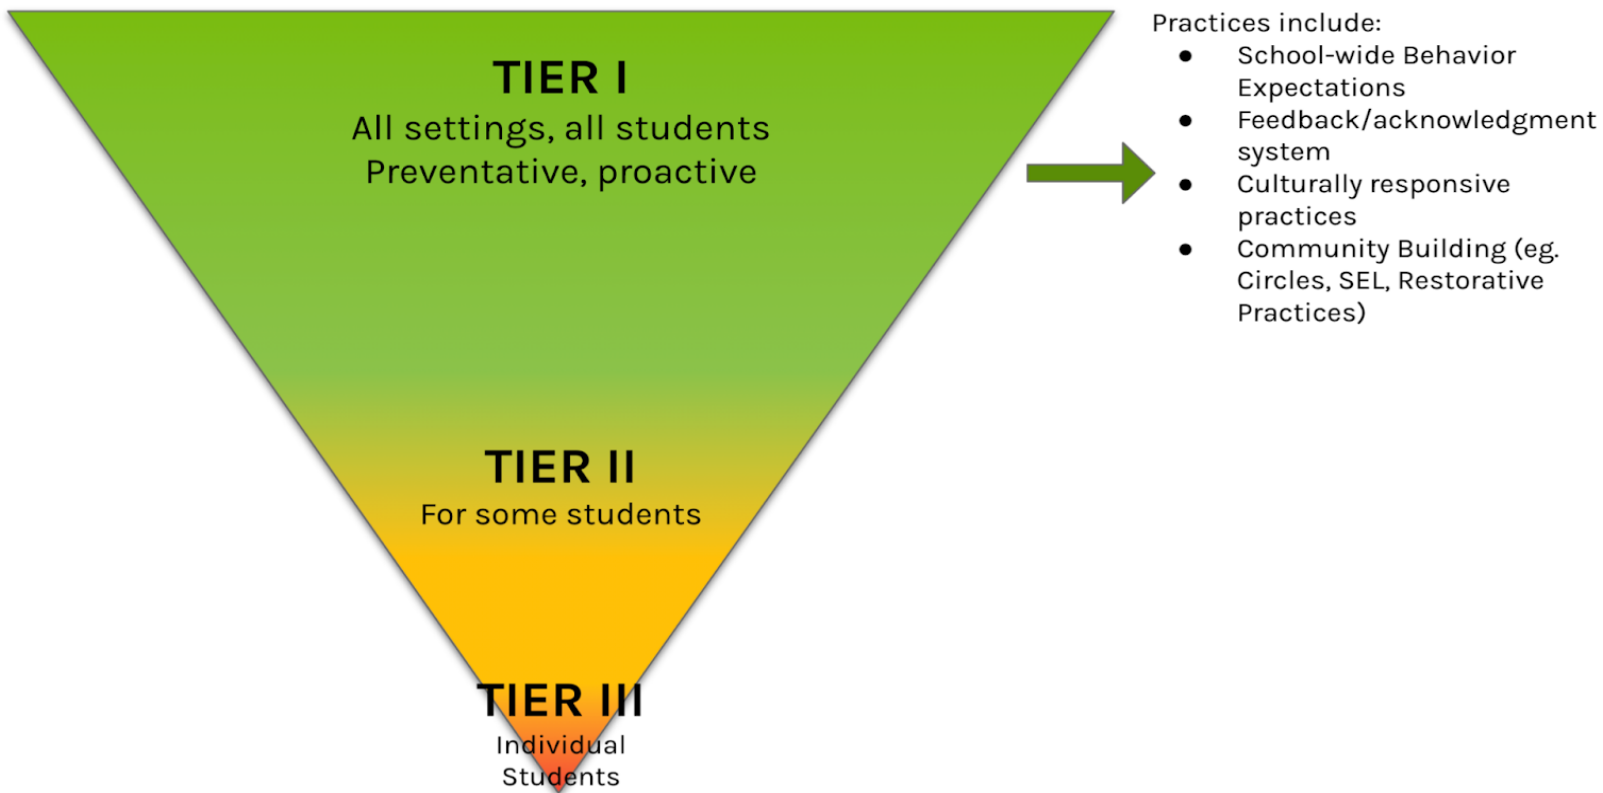 TIER I
All settings, all students
Preventative, proactive
TIER II
For some students
TIER III
Individual
Students
Practices include:
● School-wide Behavior
Expectations
● Feedback/acknowledgment
system
● Culturally responsive
practices
● Community Building (eg.
Circles, SEL, Restorative
Practices)